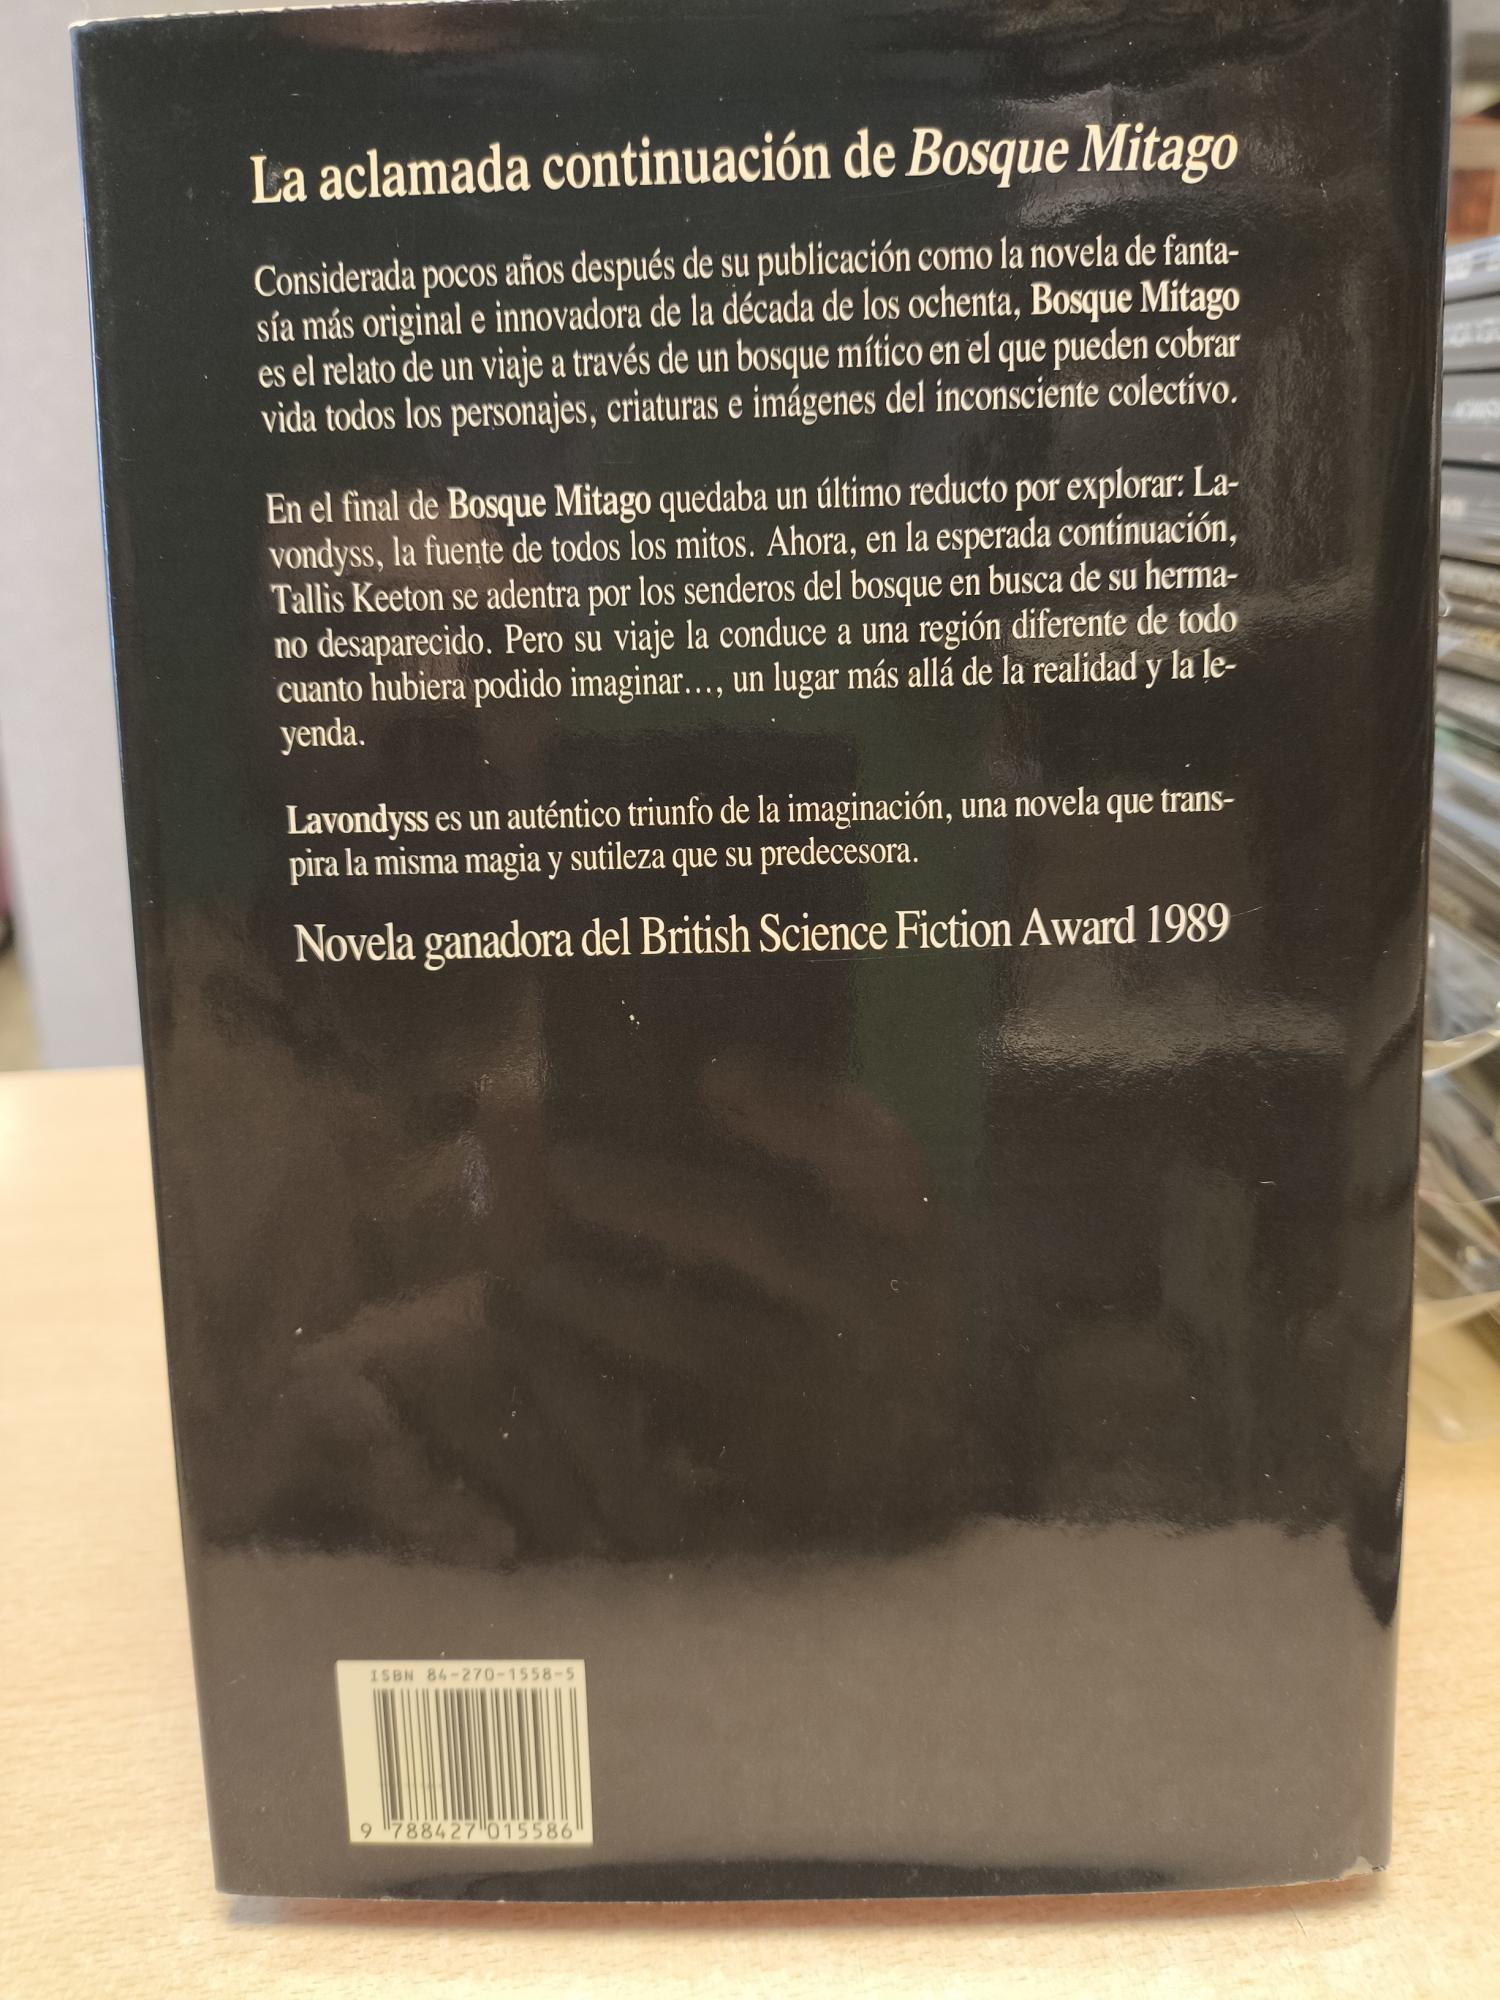 La aclamada continuación de Bosque Mitago
Considerada pocos años después de su publicación como la novela de fanta-
sía más original e innovadora de la década de los ochenta, Bosque Mitago
es el relato de un viaje a través de un bosque mítico en el que pueden cobrar
vida todos los personajes, criaturas e imágenes del inconsciente colectivo.
En el final de Bosque Mitago quedaba un último reducto por explorar: La-
vondyss, la fuente de todos los mitos. Ahora, en la esperada continuación,
Tallis Keeton se adentra por los senderos del bosque en busca de su herma-
no desaparecido. Pero su viaje la conduce a una región diferente de todo
cuanto hubiera podido imaginar..., un lugar más allá de la realidad y la le-
yenda.
Lavondyss es un auténtico triunfo de la imaginación, una novela que trans-
pira la misma magia y sutileza que su predecesora.
Novela ganadora del British Science Fiction Award 1989
ISBN 84-270-1558-5
9 788427 015586